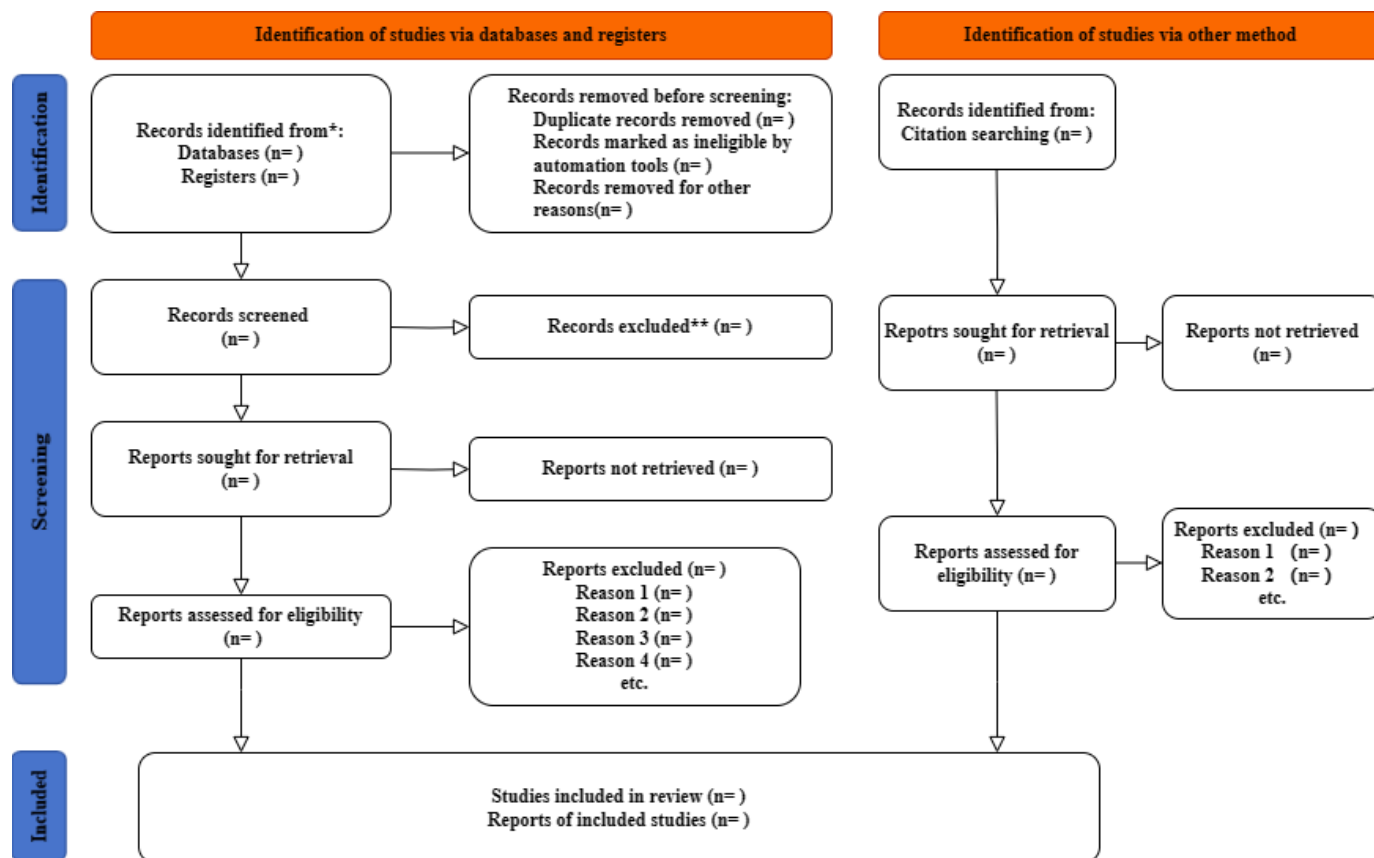 Identification of studies via databases and registers
Identification of studies via other method
Identification
Records identified from*:
Databases (n= )
Registers (n= )
Records removed before screening:
Duplicate records removed (n= )
Records marked as ineligible by
automation tools (n= )
Records removed for other
reasons(n= )
Records identified from:
Citation searching (n= )
Screening
Records screened
(n= )
Records excluded** (n= )
Repotrs sought for retrieval
(n= )
Reports not retrieved
(n= )
Reports sought for retrieval
(n= )
Reports not retrieved (n= )
Reports assessed for eligibility
(n= )
Reports excluded (n= )
Reason 1 (n= )
Reason 2 (n= )
Reason 3 (n= )
Reason 4 (n= )
etc.
Reports assessed for
eligibility (n= )
Reports excluded (n= )
Reason 1 (n= )
Reason 2 (n= )
etc.
Included
Studies included in review (n= )
Reports of included studies (n= )